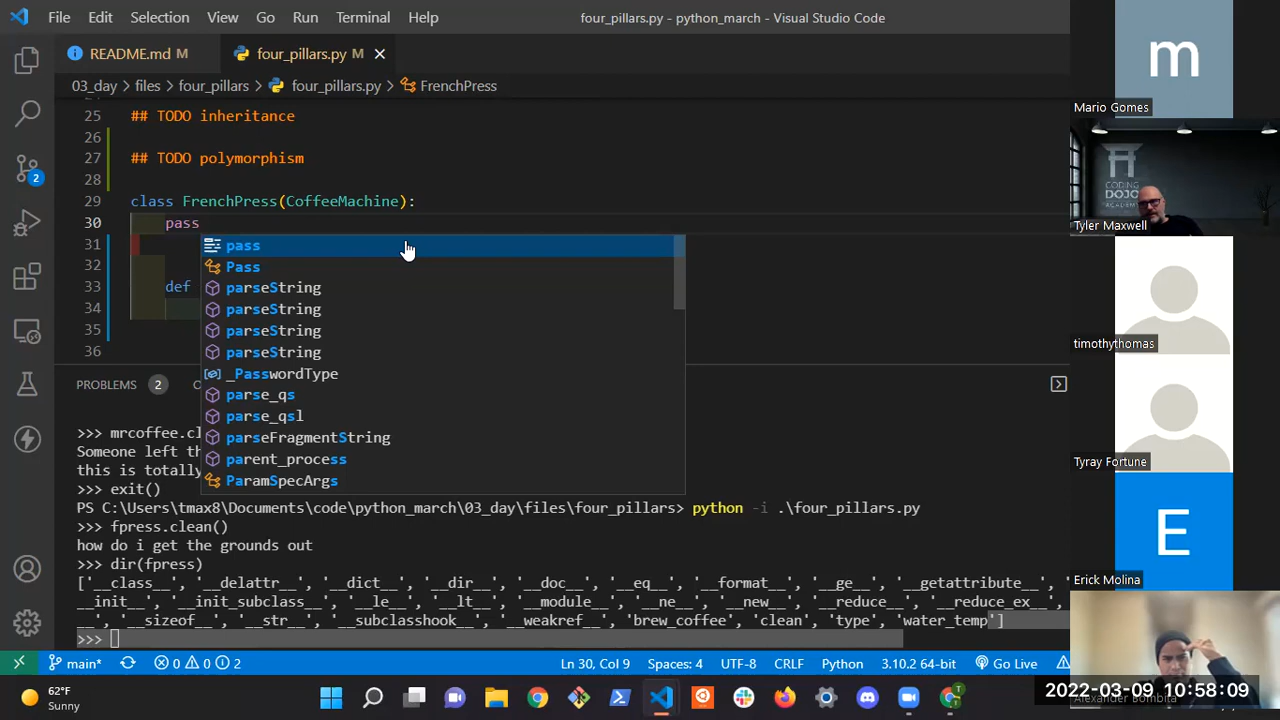 File Edit Selection View Go Run Terminal Help
four_pillars.py - python_march - Visual Studio Code
README.md M
four_pillars.py M
03_day > files > four_pillars > four_pillars.py > FrenchPress
25 ## TODO inheritance
26
27 ## TODO polymorphism
28
29 class FrenchPress(CoffeeMachine):
30 pass
31
32
33 def
34
35
36
pass
Pass
parseString
parseString
parseString
parseString
_PasswordType
parse_qs
parse_qsl
parseFragmentString
parent_process
ParamSpecArgs
2
PROBLEMS 2
>>> mrcoffee.cl
Someone left th
this is totally
>>> exit()
PS C:\Users\tmax8\Documents\code\python_march\03_day\files\four_pillars> python -i .\four_pillars.py
>>> fpress.clean()
how do i get the grounds out
>>> dir(fpress)
['__class__', '__delattr__', '__dict__', '__dir__', '__doc__', '__eq__', '__format__', '__ge__', '__getattribute__', '
__init__', '__init_subclass__', '__le__', '__lt__', '__module__', '__ne__', '__new__', '__reduce__', '__reduce_ex__',
__', '__sizeof__', '__str__', '__subclasshook__', '__weakref__', 'brew_coffee', 'clean', 'type', 'water_temp']
>>>
main* 0 0 2
Ln 30, Col 9 Spaces: 4 UTF-8 CRLF Python 3.10.2 64-bit Go Live
62°F
Sunny
m
Mario Gomes
CODING
DOJO
ACADEMY
Tyler Maxwell
timothythomas
Tyray Fortune
E
Erick Molina
Alexander Bombita
2022-03-09 10:58:09